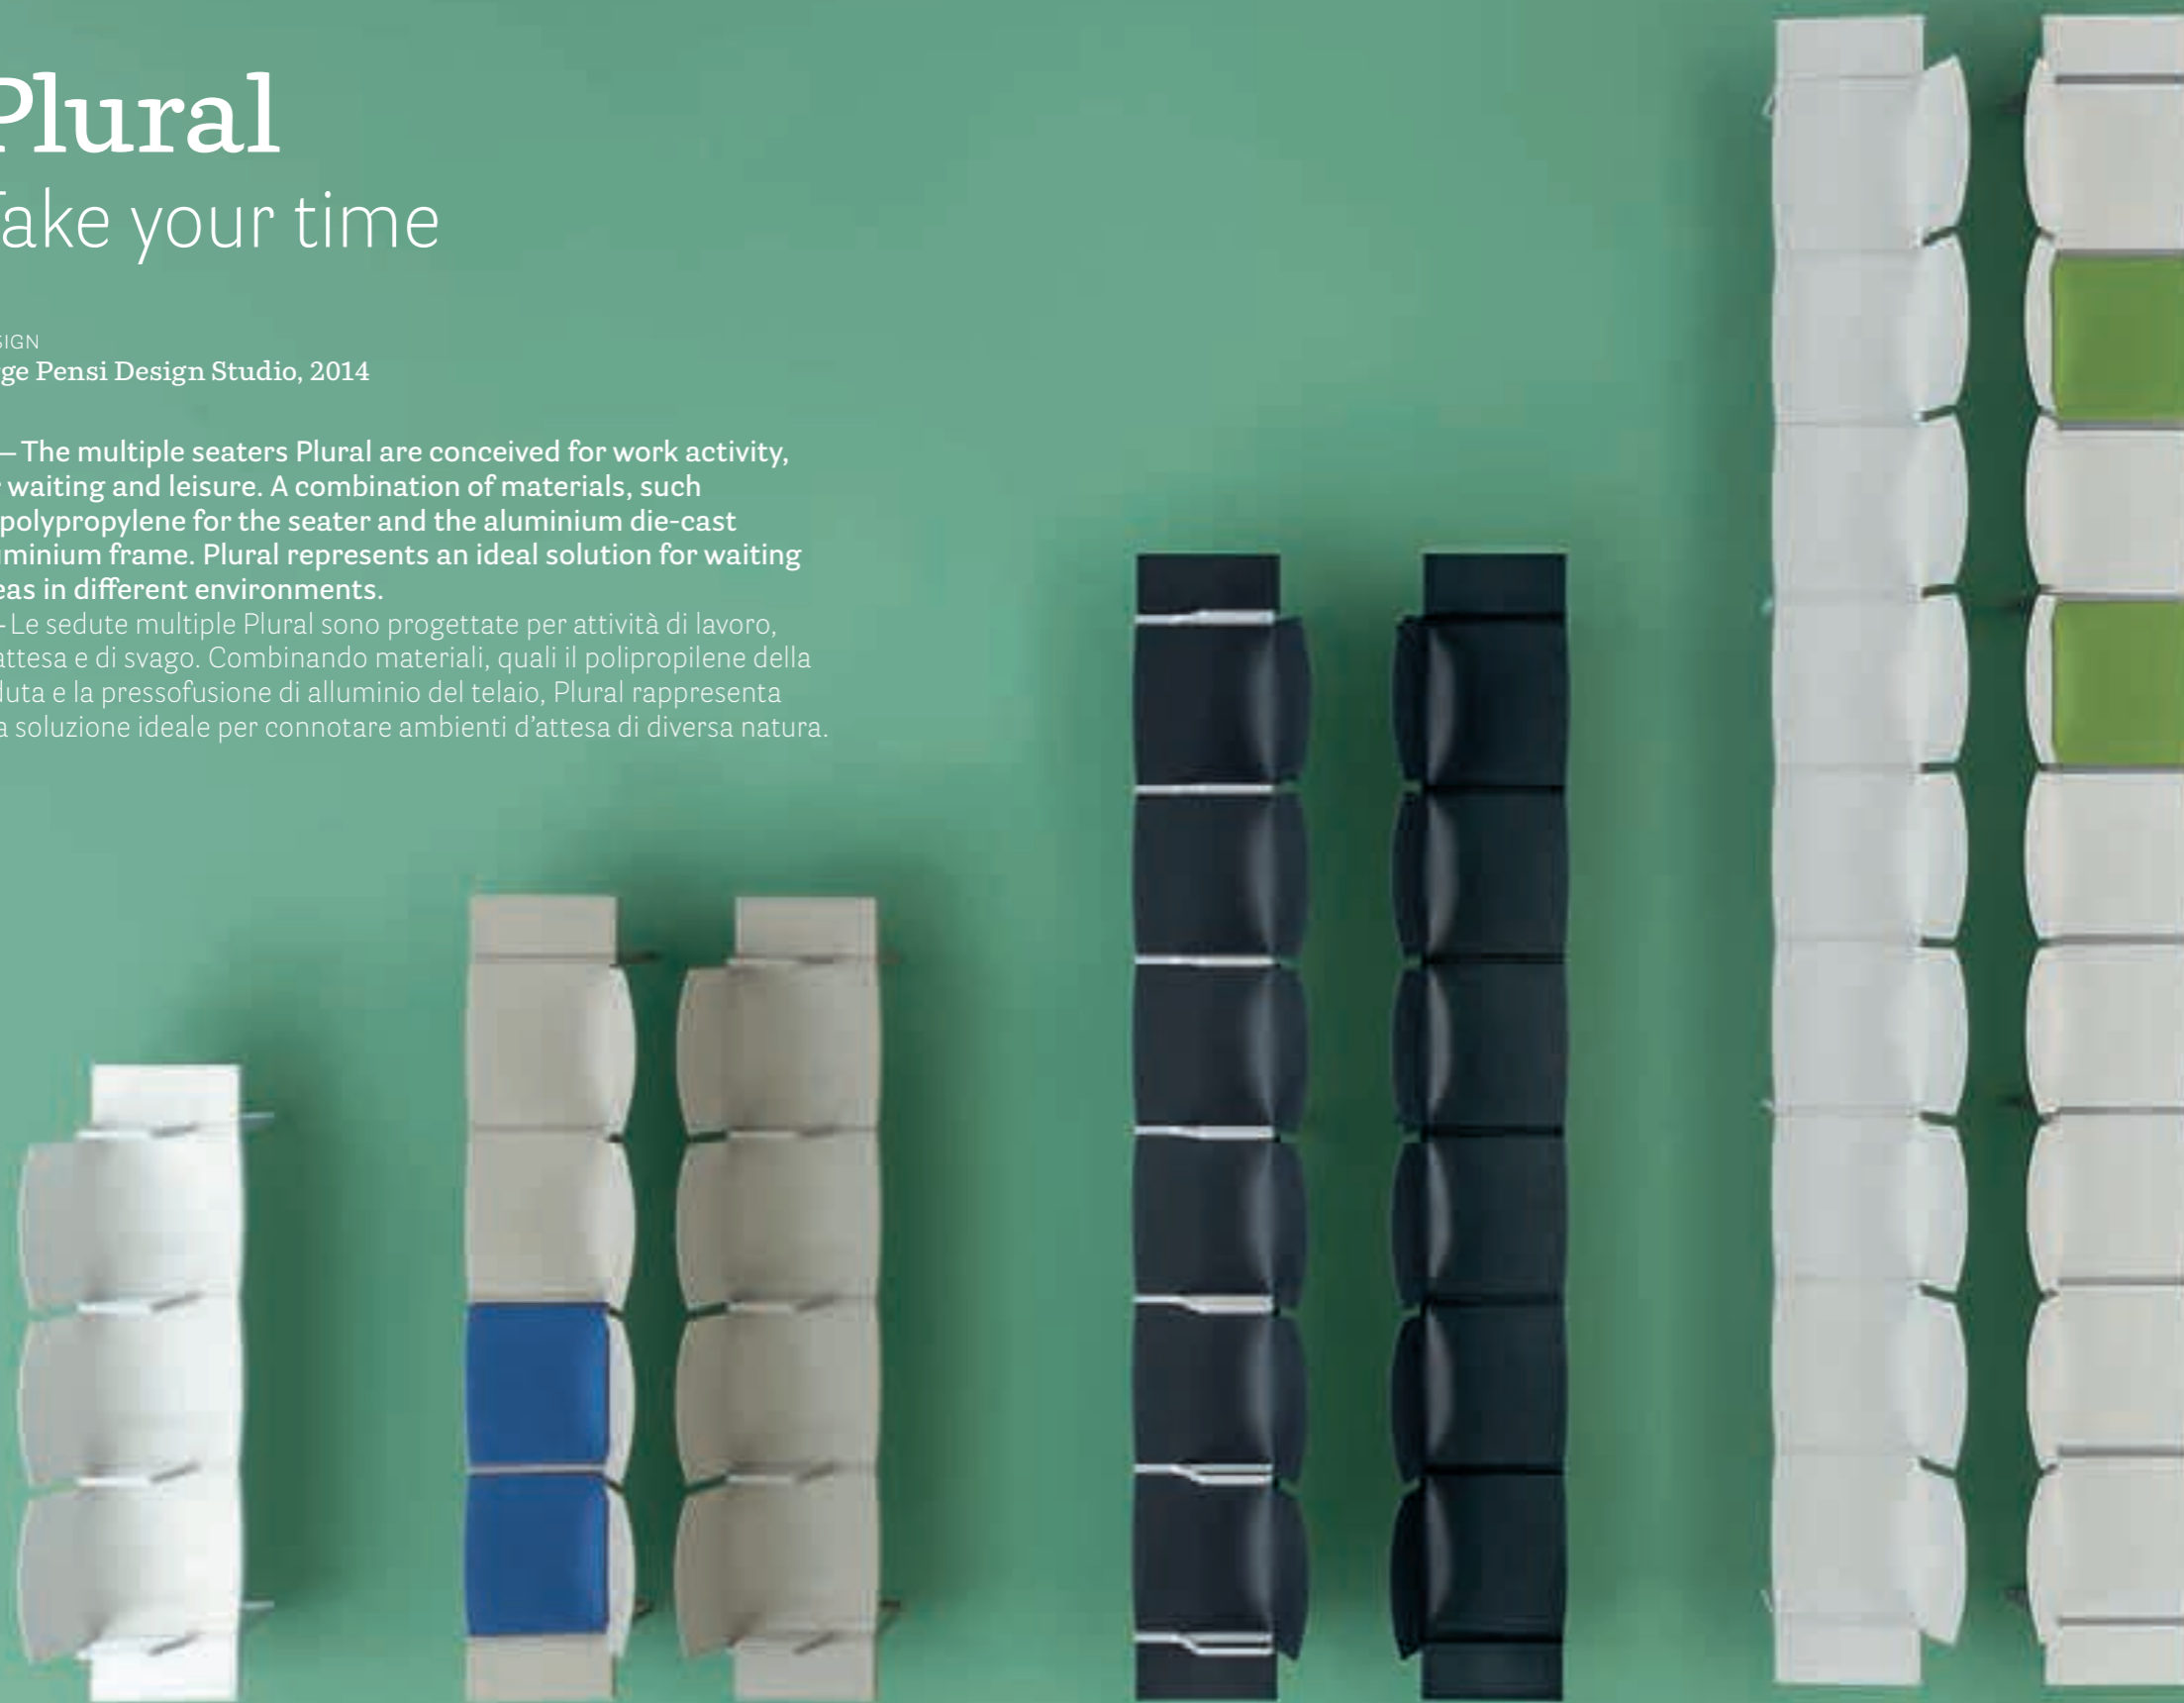 Plural
Take your time
SIGN
ge Pensi Design Studio, 2014
— The multiple seaters Plural are conceived for work activity,
waiting and leisure. A combination of materials, such
polypropylene for the seater and the aluminium die-cast
minium frame. Plural represents an ideal solution for waiting
eas in different environments.
– Le sedute multiple Plural sono progettate per attività di lavoro,
attesa e di svago. Combinando materiali, quali il polipropilene della
duta e la pressofusione di alluminio del telaio, Plural rappresenta
a soluzione ideale per connotare ambienti d'attesa di diversa natura.